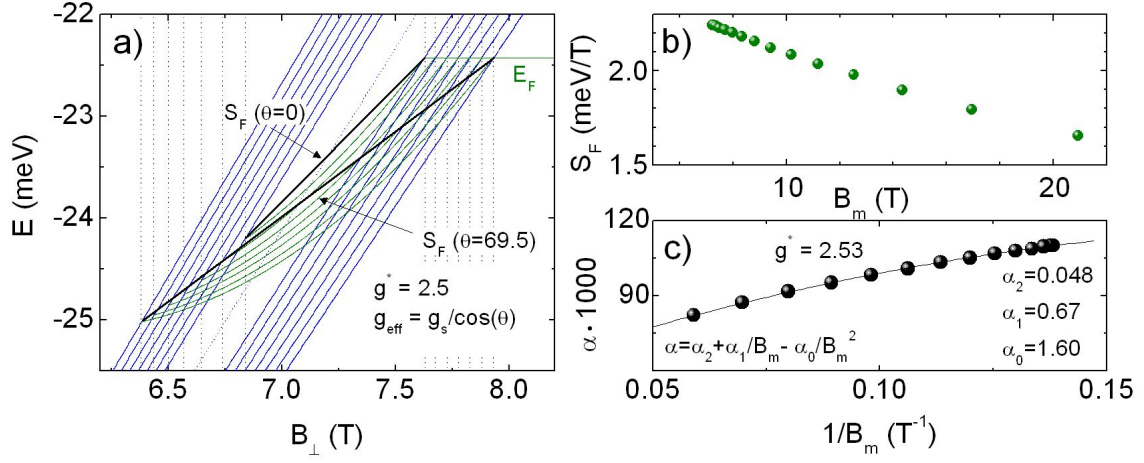 a)
E (meV)
-22
-23
-24
-25
S_F (θ=0)
E_F
S_F (θ=69.5)
g* = 2.5
g_eff = g_s/cos(θ)
6.5 7.0 7.5 8.0
B_⊥ (T)
b)
S_F (meV/T)
2.0
1.5
10 20
B_m (T)
c)
α · 1000
120
90
g* = 2.53
α_2=0.048
α_1=0.67
α_0=1.60
α=α_2+α_1/B_m- α_0/B_m^2
0.05 0.10 0.15
1/B_m (T^-1)